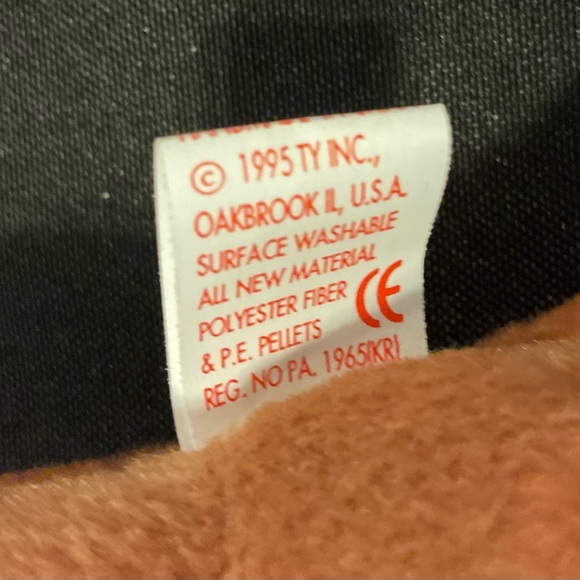 © 1995 TY INC.,
OAKBROOK IL, U.S.A.
SURFACE WASHABLE
ALL NEW MATERIAL
POLYESTER FIBER
& P.E. PELLETS
REG. NO PA. 1965(KR)
CE